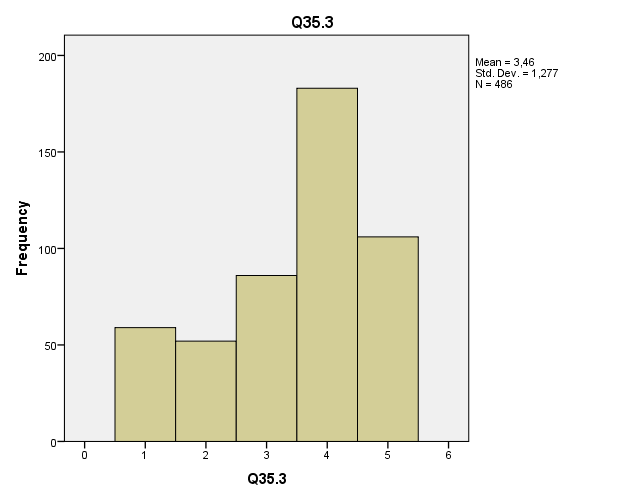 Q35.3
200
150
100
50
0
Frequency
0 1 2 3 4 5 6
Q35.3
Mean = 3,46
Std. Dev. = 1,277
N = 486